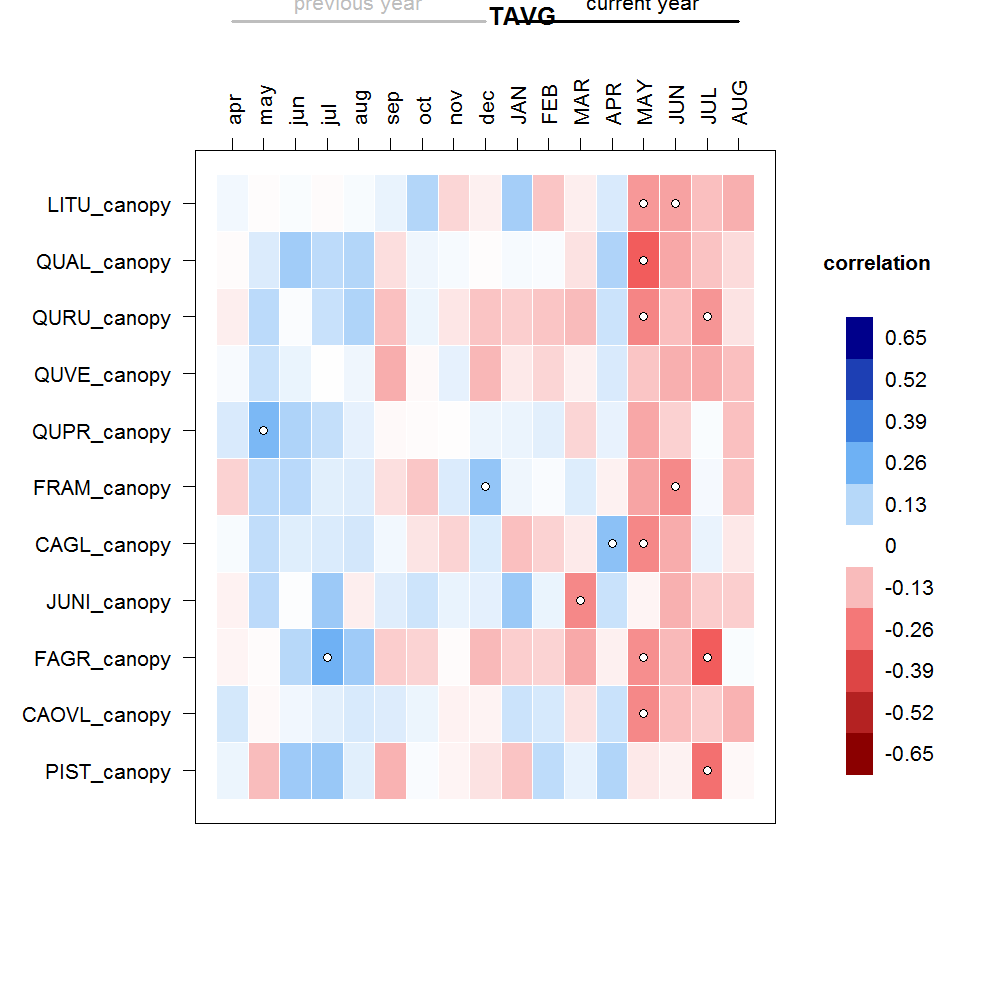 previous year
TAVG
current year
apr may jun jul aug sep oct nov dec JAN FEB MAR APR MAY JUN JUL AUG
LITU_canopy
QUAL_canopy
QURU_canopy
QUVE_canopy
QUPR_canopy
FRAM_canopy
CAGL_canopy
JUNI_canopy
FAGR_canopy
CAOVL_canopy
PIST_canopy
correlation
0.65
0.52
0.39
0.26
0.13
0
-0.13
-0.26
-0.39
-0.52
-0.65